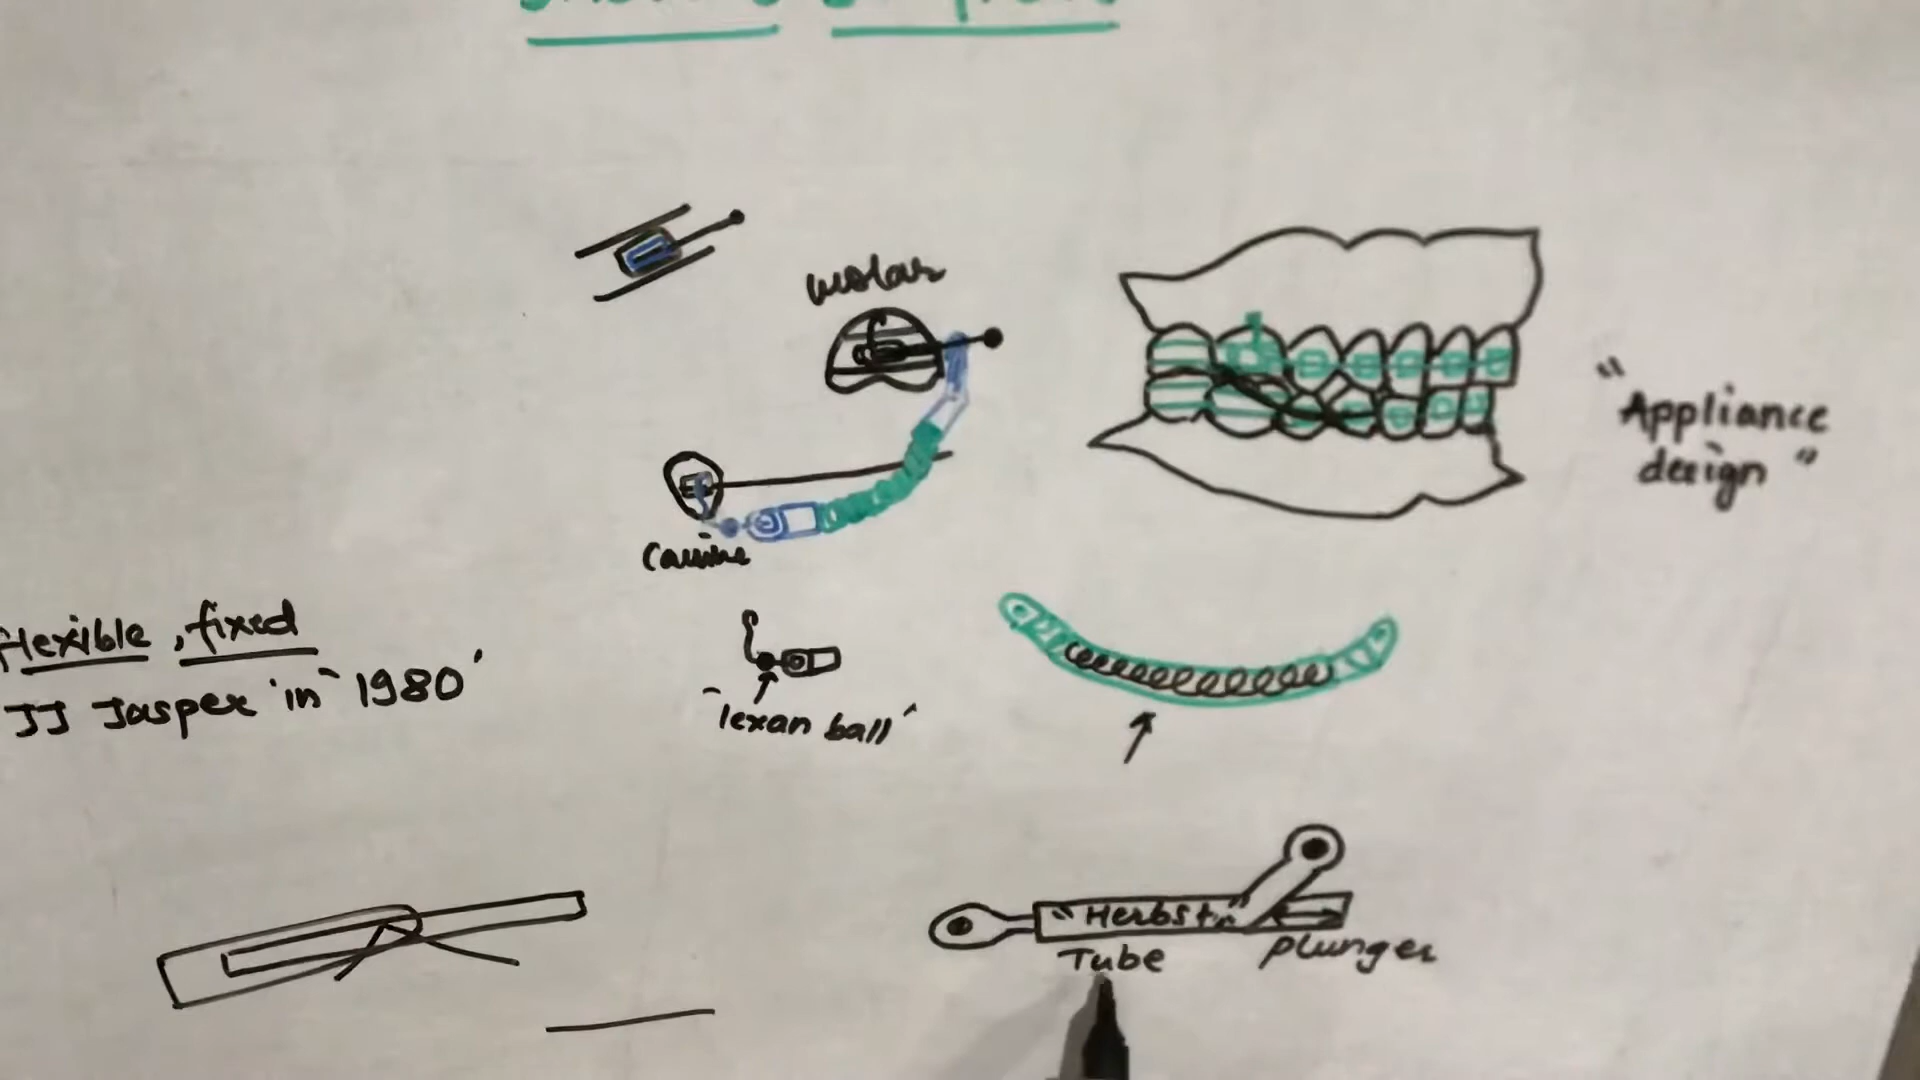 molar
"Appliance
design"
canine
flexible, fixed
JJ Jasper in 1980'
"lexan ball"
"Herbst"
Tube
plunger